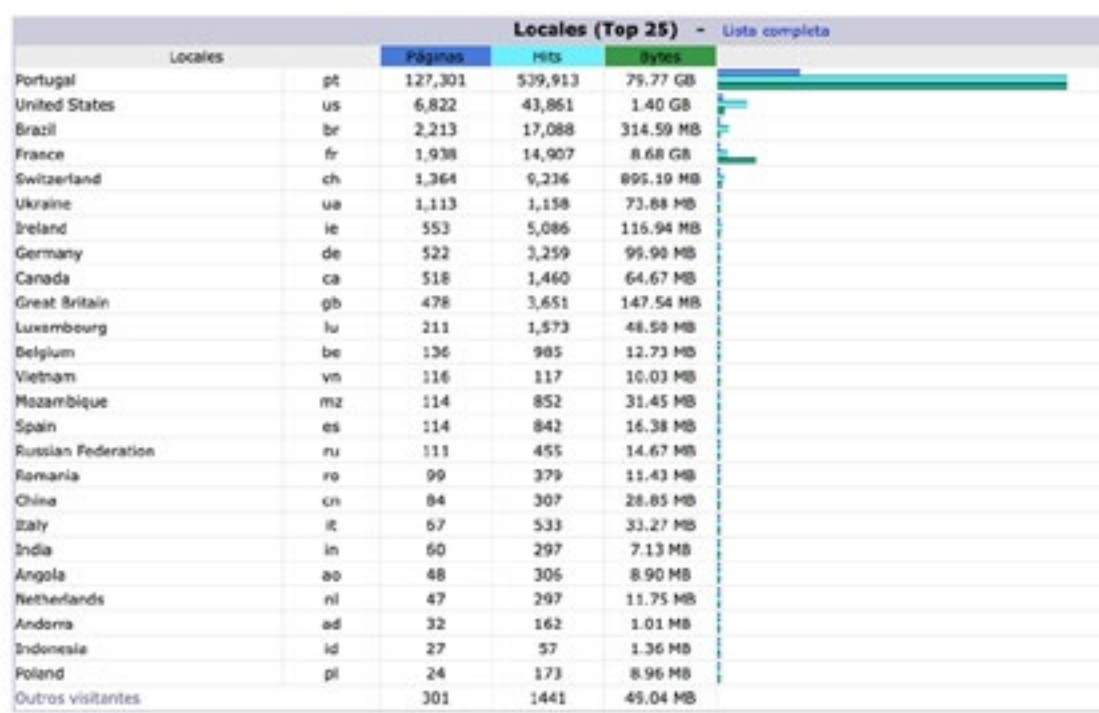 Locales (Top 25) - Lista completa
Locales Páginas Hits Bytes
Portugal pt 127,301 539,913 79.77 GB
United States us 6,822 43,861 1.40 GB
Brazil br 2,213 17,088 314.59 MB
France fr 1,938 14,907 8.68 GB
Switzerland ch 1,364 9,236 895.19 MB
Ukraine ua 1,113 1,158 73.88 MB
Ireland ie 553 5,086 116.94 MB
Germany de 522 3,259 99.90 MB
Canada ca 518 1,460 64.67 MB
Great Britain gb 478 3,651 147.54 MB
Luxembourg lu 211 1,573 48.50 MB
Belgium be 136 985 12.73 MB
Vietnam vn 116 117 10.03 MB
Mozambique mz 114 852 31.45 MB
Spain es 114 842 16.38 MB
Russian Federation ru 111 455 14.67 MB
Romania ro 99 379 11.43 MB
China cn 84 307 28.85 MB
Italy it 67 533 33.27 MB
India in 60 297 7.13 MB
Angola ao 48 306 8.90 MB
Netherlands nl 47 297 11.75 MB
Andorra ad 32 162 1.01 MB
Indonesia id 27 57 1.36 MB
Poland pl 24 173 8.96 MB
Outros visitantes 301 1441 49.04 MB